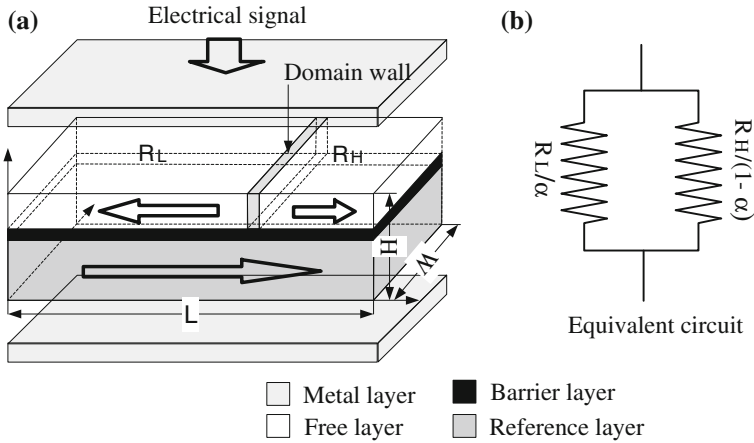 (a)
Electrical signal
Domain wall
RL
RH
H
W
L
(b)
RL/α
RH/(1- α)
Equivalent circuit
Metal layer
Barrier layer
Free layer
Reference layer